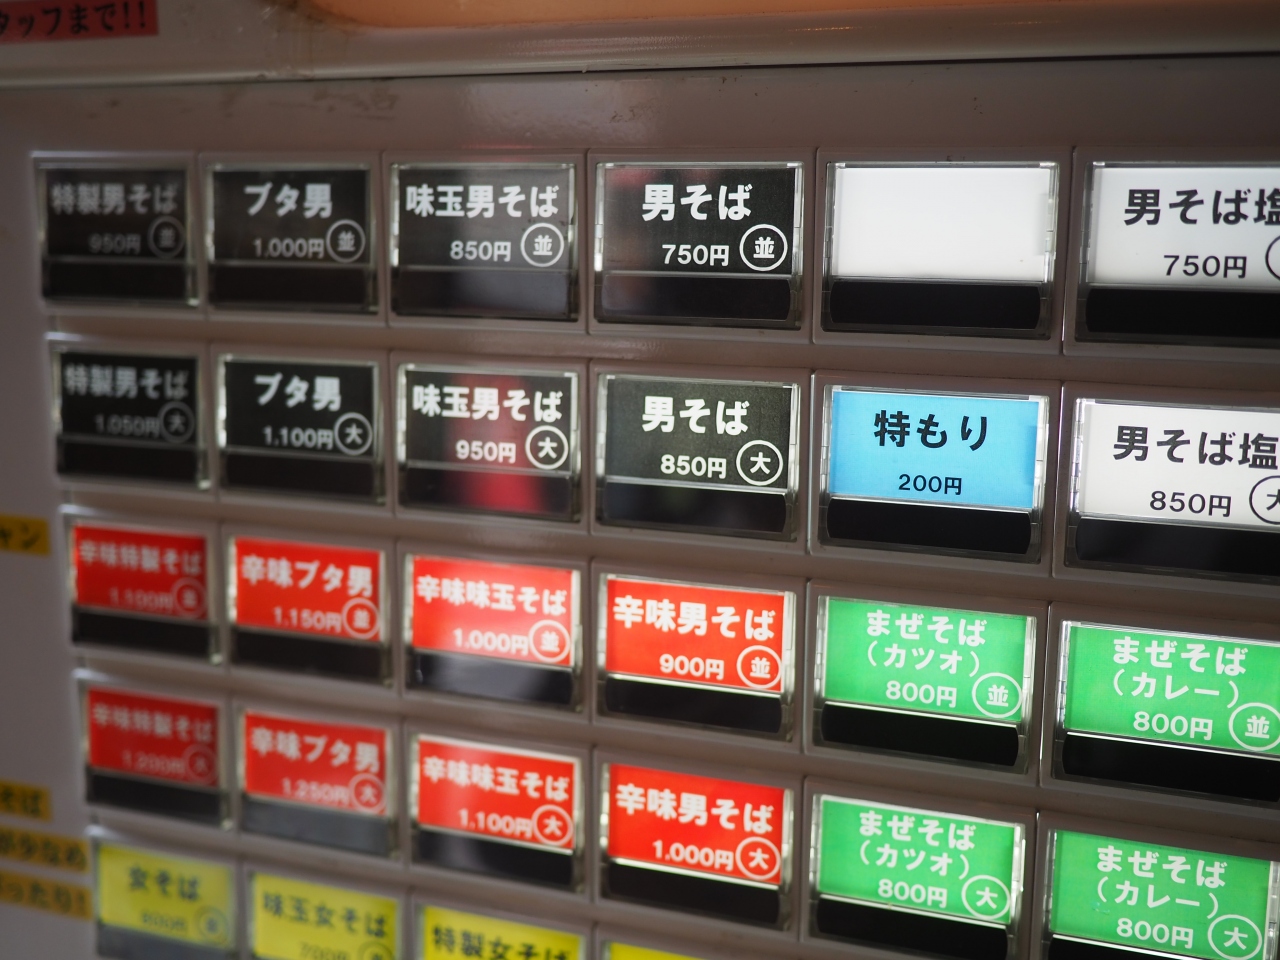 タッフまで!!
特製男そば
950円 並
ブタ男
1.000円 並
味玉男そば
850円 並
男そば
750円 並
男そば塩
750円
特製男そば
1.050円 大
ブタ男
1.100円 大
味玉男そば
950円 大
男そば
850円 大
特もり
200円
男そば塩
850円 大
ャン
辛味特製そば
1.100円 並
辛味ブタ男
1.150円 並
辛味味玉そば
1.000円 並
辛味男そば
900円 並
まぜそば
(カツオ)
800円 並
まぜそば
(カレー)
800円 並
辛味特製そば
1.200円 大
辛味ブタ男
1.250円 大
辛味味玉そば
1.100円 大
辛味男そば
1.000円 大
まぜそば
(カツオ)
800円 大
まぜそば
(カレー)
800円 大
そば
女そば
味玉女そば
700円
特製女そば